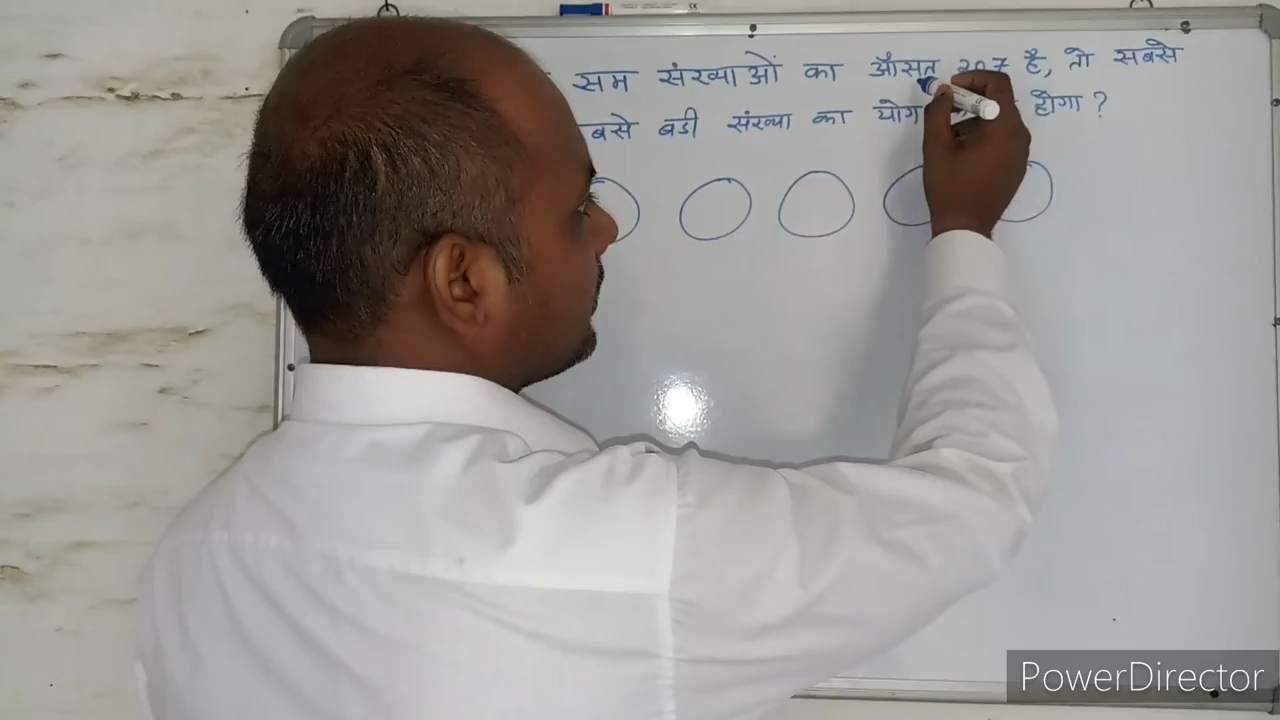 सम संख्याओं का औसत 207 है, तो सबसे
बसे बडी संख्या का योग होगा ?
PowerDirector